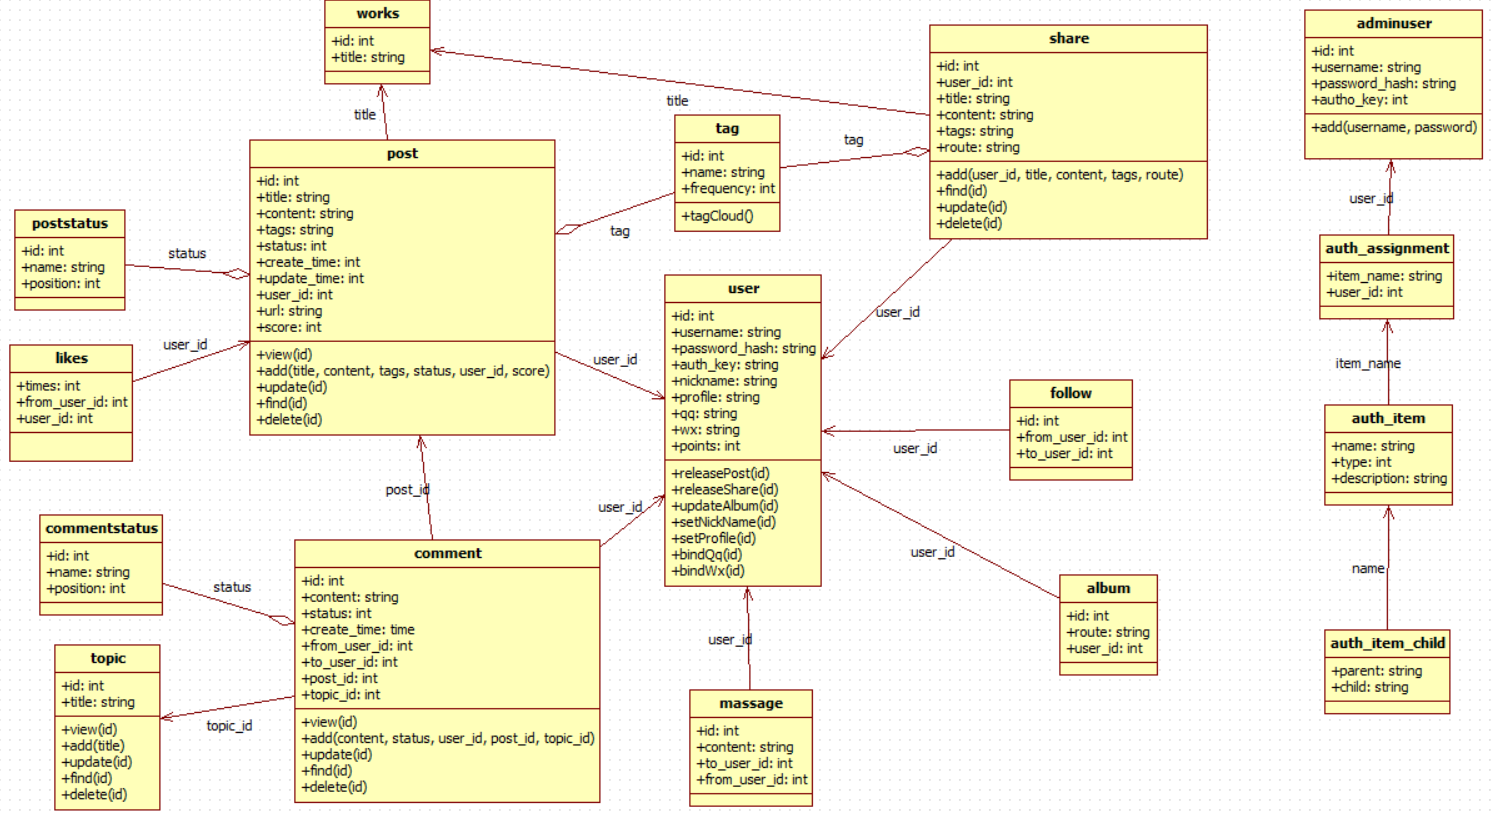 works
+id: int
+title: string
title
title
share
+id: int
+user_id: int
+title: string
+content: string
+tags: string
+route: string
+add(user_id, title, content, tags, route)
+find(id)
+update(id)
+delete(id)
adminuser
+id: int
+username: string
+password_hash: string
+autho_key: int
+add(username, password)
tag
+id: int
+name: string
+frequency: int
+tagCloud()
tag
tag
post
+id: int
+title: string
+content: string
+tags: string
+status: int
+create_time: int
+update_time: int
+user_id: int
+url: string
+score: int
+view(id)
+add(title, content, tags, status, user_id, score)
+update(id)
+find(id)
+delete(id)
poststatus
+id: int
+name: string
+position: int
status
likes
+times: int
+from_user_id: int
+user_id: int
user_id
user_id
user
+id: int
+username: string
+password_hash: string
+auth_key: string
+nickname: string
+profile: string
+qq: string
+wx: string
+points: int
+releasePost(id)
+releaseShare(id)
+updateAlbum(id)
+setNickName(id)
+setProfile(id)
+bindQq(id)
+bindWx(id)
user_id
user_id
auth_assignment
+item_name: string
+user_id: int
item_name
follow
+id: int
+from_user_id: int
+to_user_id: int
user_id
auth_item
+name: string
+type: int
+description: string
name
post_id
user_id
user_id
commentstatus
+id: int
+name: string
+position: int
status
comment
+id: int
+content: string
+status: int
+create_time: time
+from_user_id: int
+to_user_id: int
+post_id: int
+topic_id: int
+view(id)
+add(content, status, user_id, post_id, topic_id)
+update(id)
+find(id)
+delete(id)
album
+id: int
+route: string
+user_id: int
auth_item_child
+parent: string
+child: string
topic
+id: int
+title: string
+view(id)
+add(title)
+update(id)
+find(id)
+delete(id)
topic_id
user_id
massage
+id: int
+content: string
+to_user_id: int
+from_user_id: int